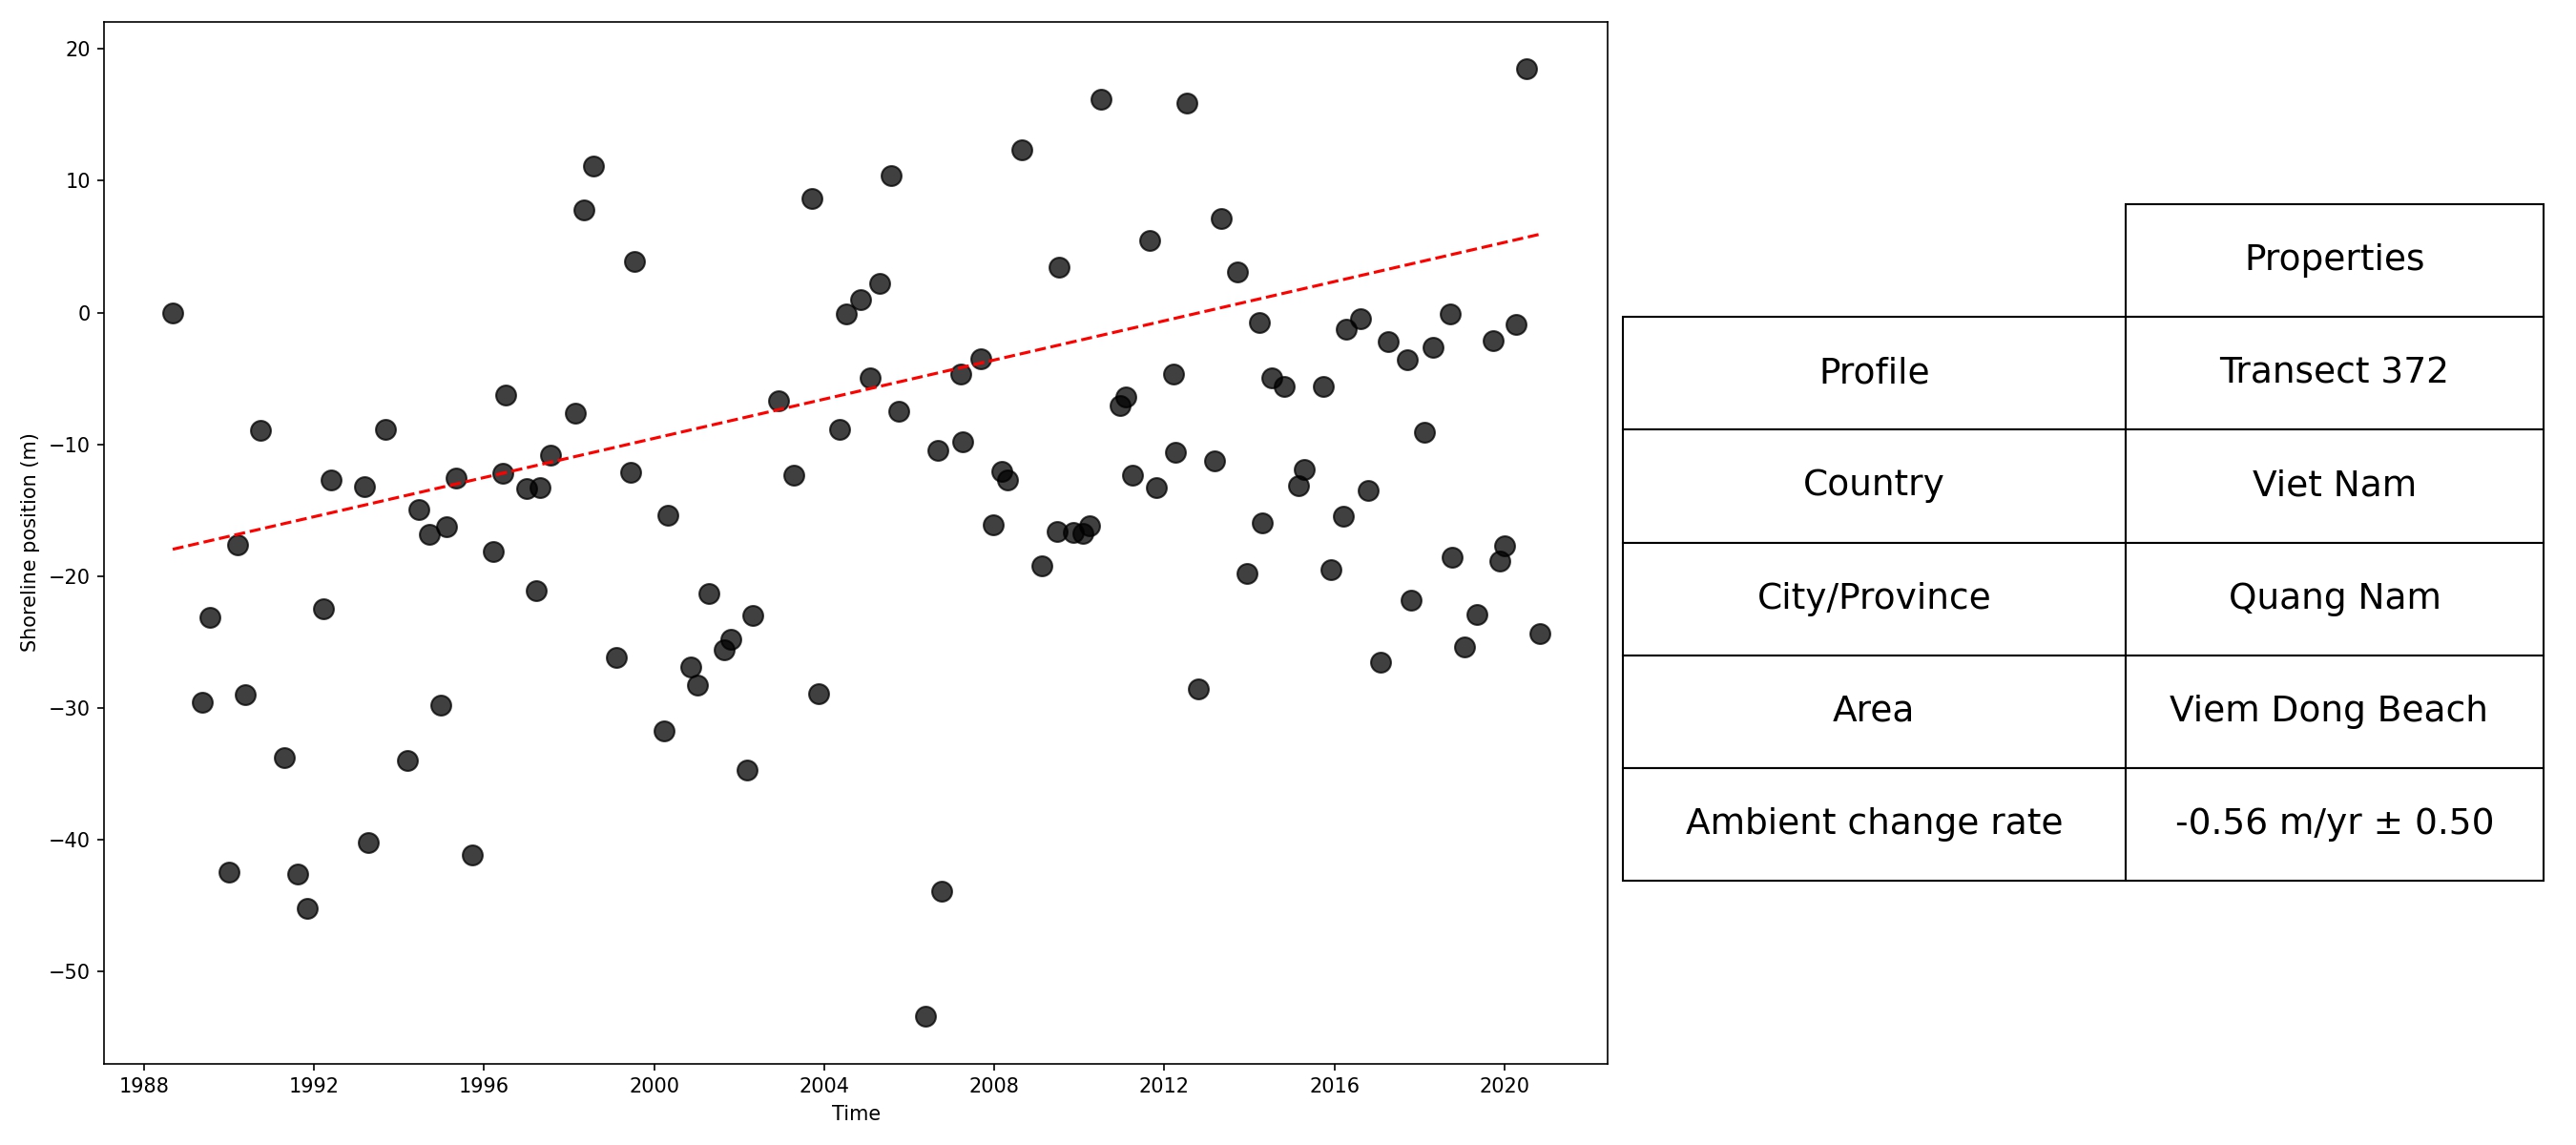 20
10
0
−10
−20
−30
−40
−50
Shoreline position (m)
1988 1992 1996 2000 2004 2008 2012 2016 2020
Time
Properties
Profile Transect 372
Country Viet Nam
City/Province Quang Nam
Area Viem Dong Beach
Ambient change rate -0.56 m/yr ± 0.50